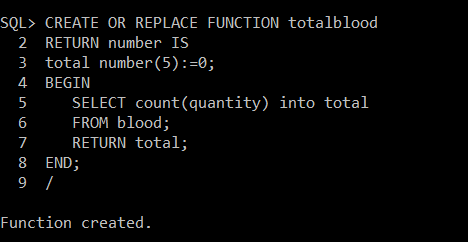 SQL> CREATE OR REPLACE FUNCTION totalblood
  2  RETURN number IS
  3  total number(5):=0;
  4  BEGIN
  5     SELECT count(quantity) into total
  6     FROM blood;
  7     RETURN total;
  8  END;
  9  /
Function created.